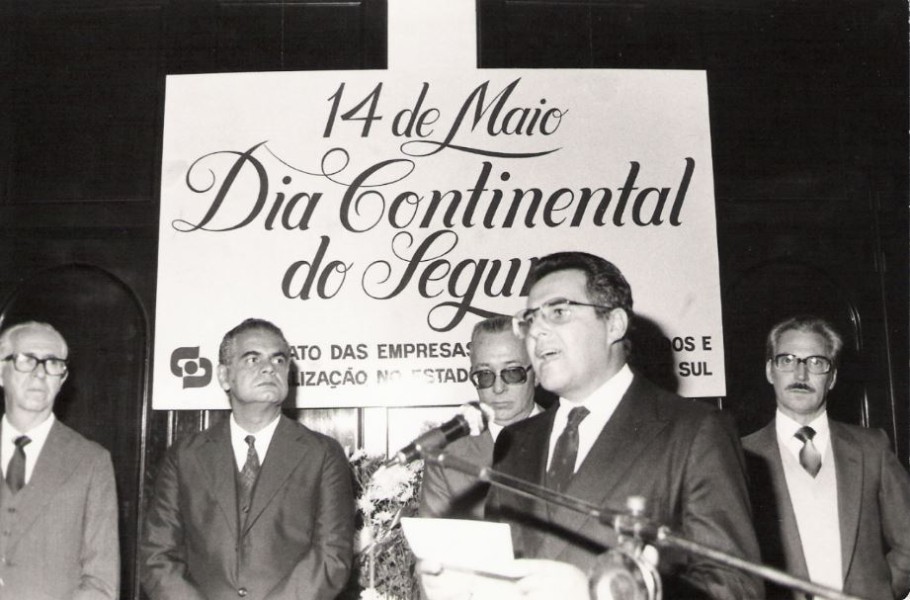 14 de Maio
Dia Continental
do Segur
ATO DAS EMPRESAS DOS E
LIZAÇÃO NO ESTADO SUL